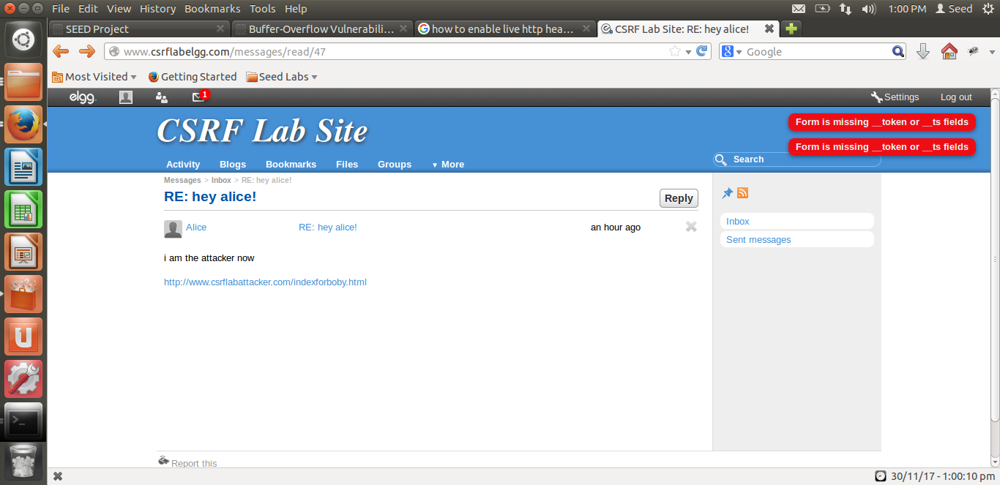 File Edit View History Bookmarks Tools Help 1:00 PM Seed
SEED Project Buffer-Overflow Vulnerabili... how to enable live http hea... CSRF Lab Site: RE: hey alice!
www.csrflabelgg.com/messages/read/47 Google
Most Visited Getting Started Seed Labs
elgg. 1 Settings Log out
CSRF Lab Site
Form is missing __token or __ts fields
Form is missing __token or __ts fields
Activity Blogs Bookmarks Files Groups More Search
Messages > Inbox > RE: hey alice!
RE: hey alice! Reply
Alice RE: hey alice! an hour ago
Inbox
Sent messages
i am the attacker now
http://www.csrflabattacker.com/indexforboby.html
Report this
30/11/17 - 1:00:10 pm